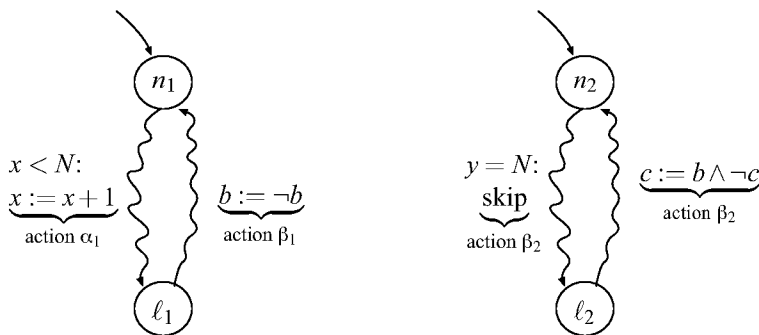 n₁ n₂
x < N:
x := x+1
action α₁
b := ¬b
action β₁
y = N:
skip
action β₂
c := b ∧ ¬c
action β₂
ℓ₁ ℓ₂